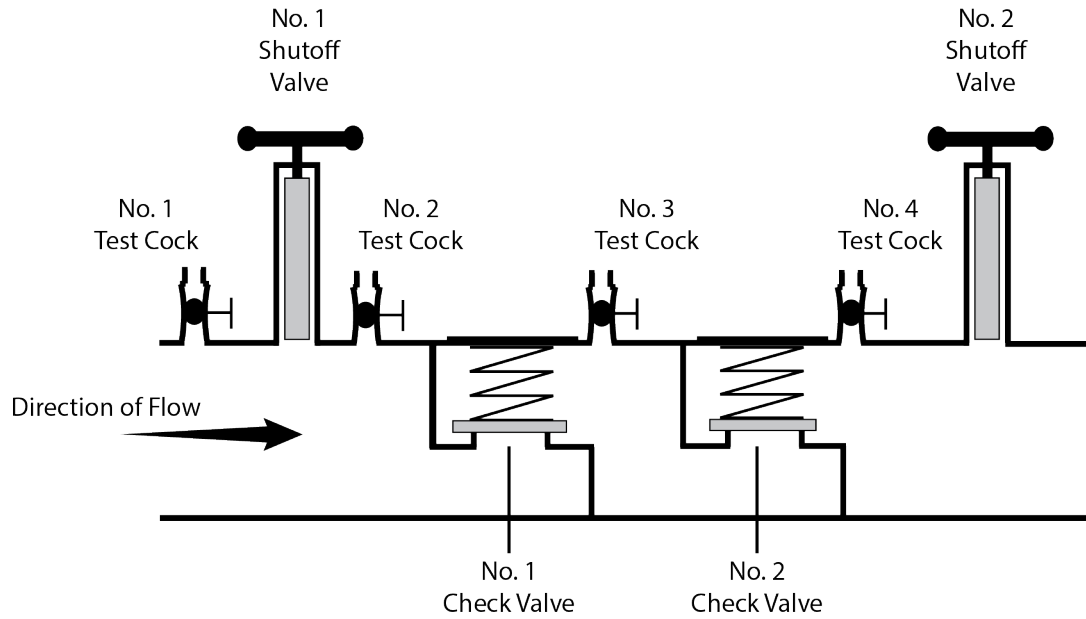 No. 1
Shutoff
Valve
No. 2
Shutoff
Valve
No. 1
Test Cock
No. 2
Test Cock
No. 3
Test Cock
No. 4
Test Cock
Direction of Flow
No. 1
Check Valve
No. 2
Check Valve